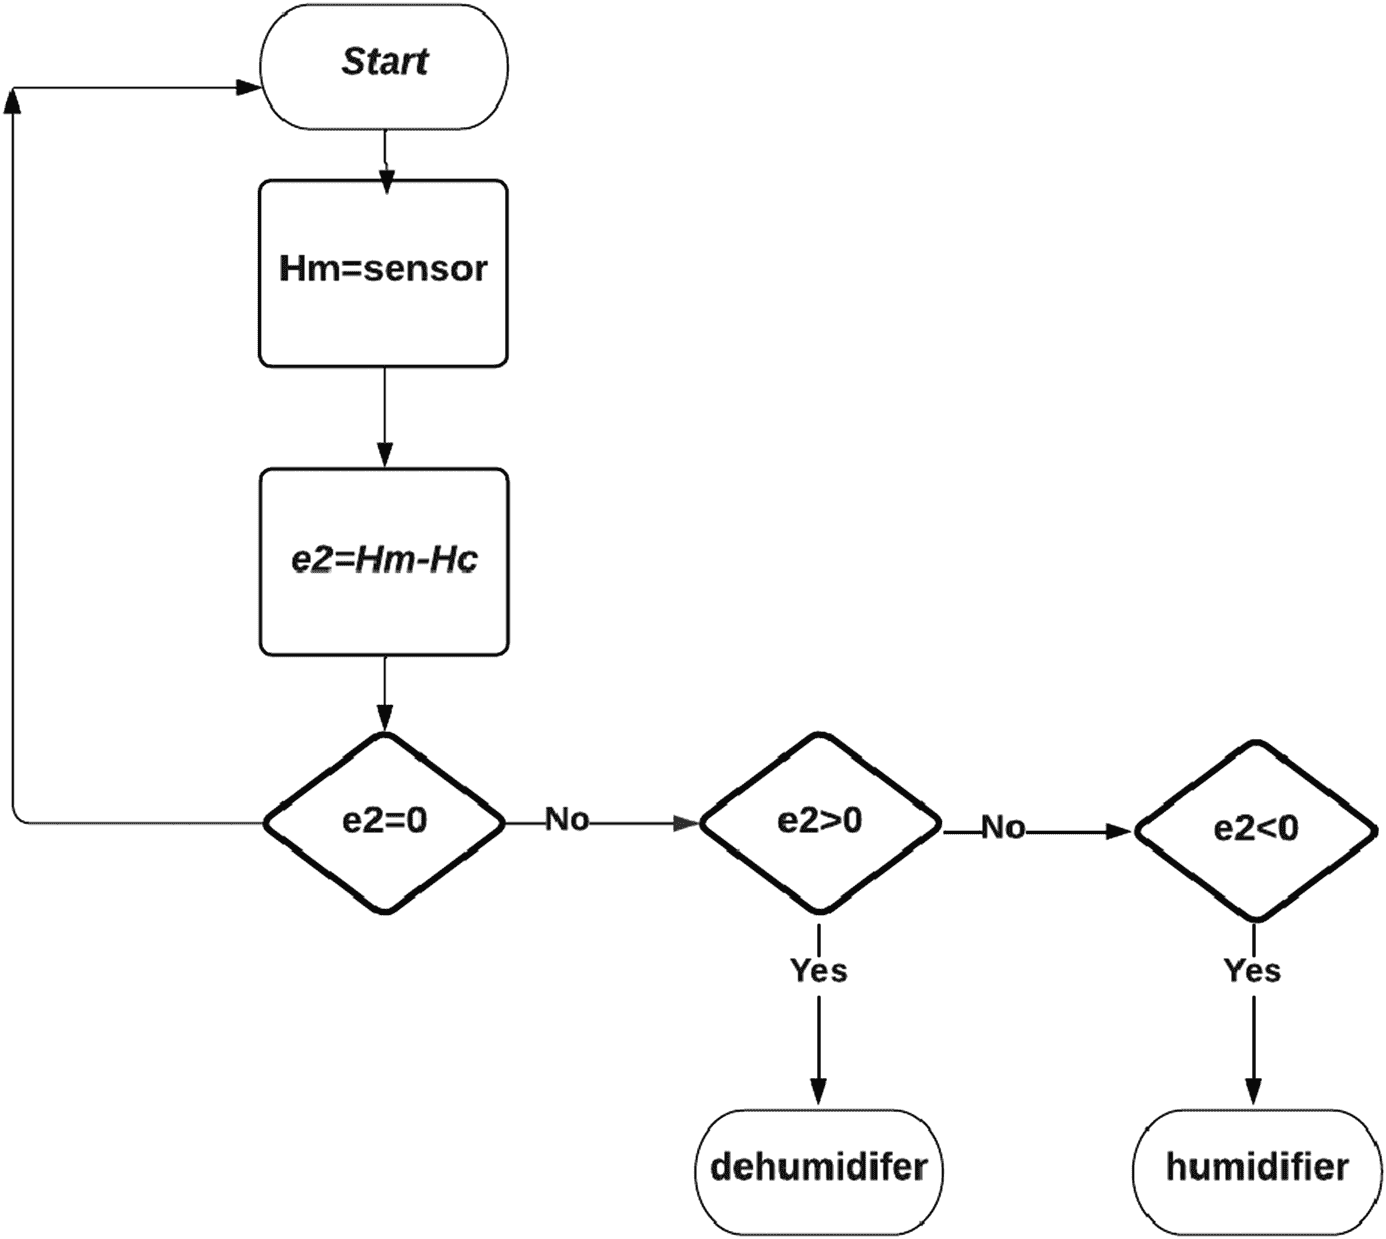 Start
Hm=sensor
e2=Hm-Hc
e2=0
No
e2>0
No
e2<0
Yes
Yes
dehumidifer
humidifier